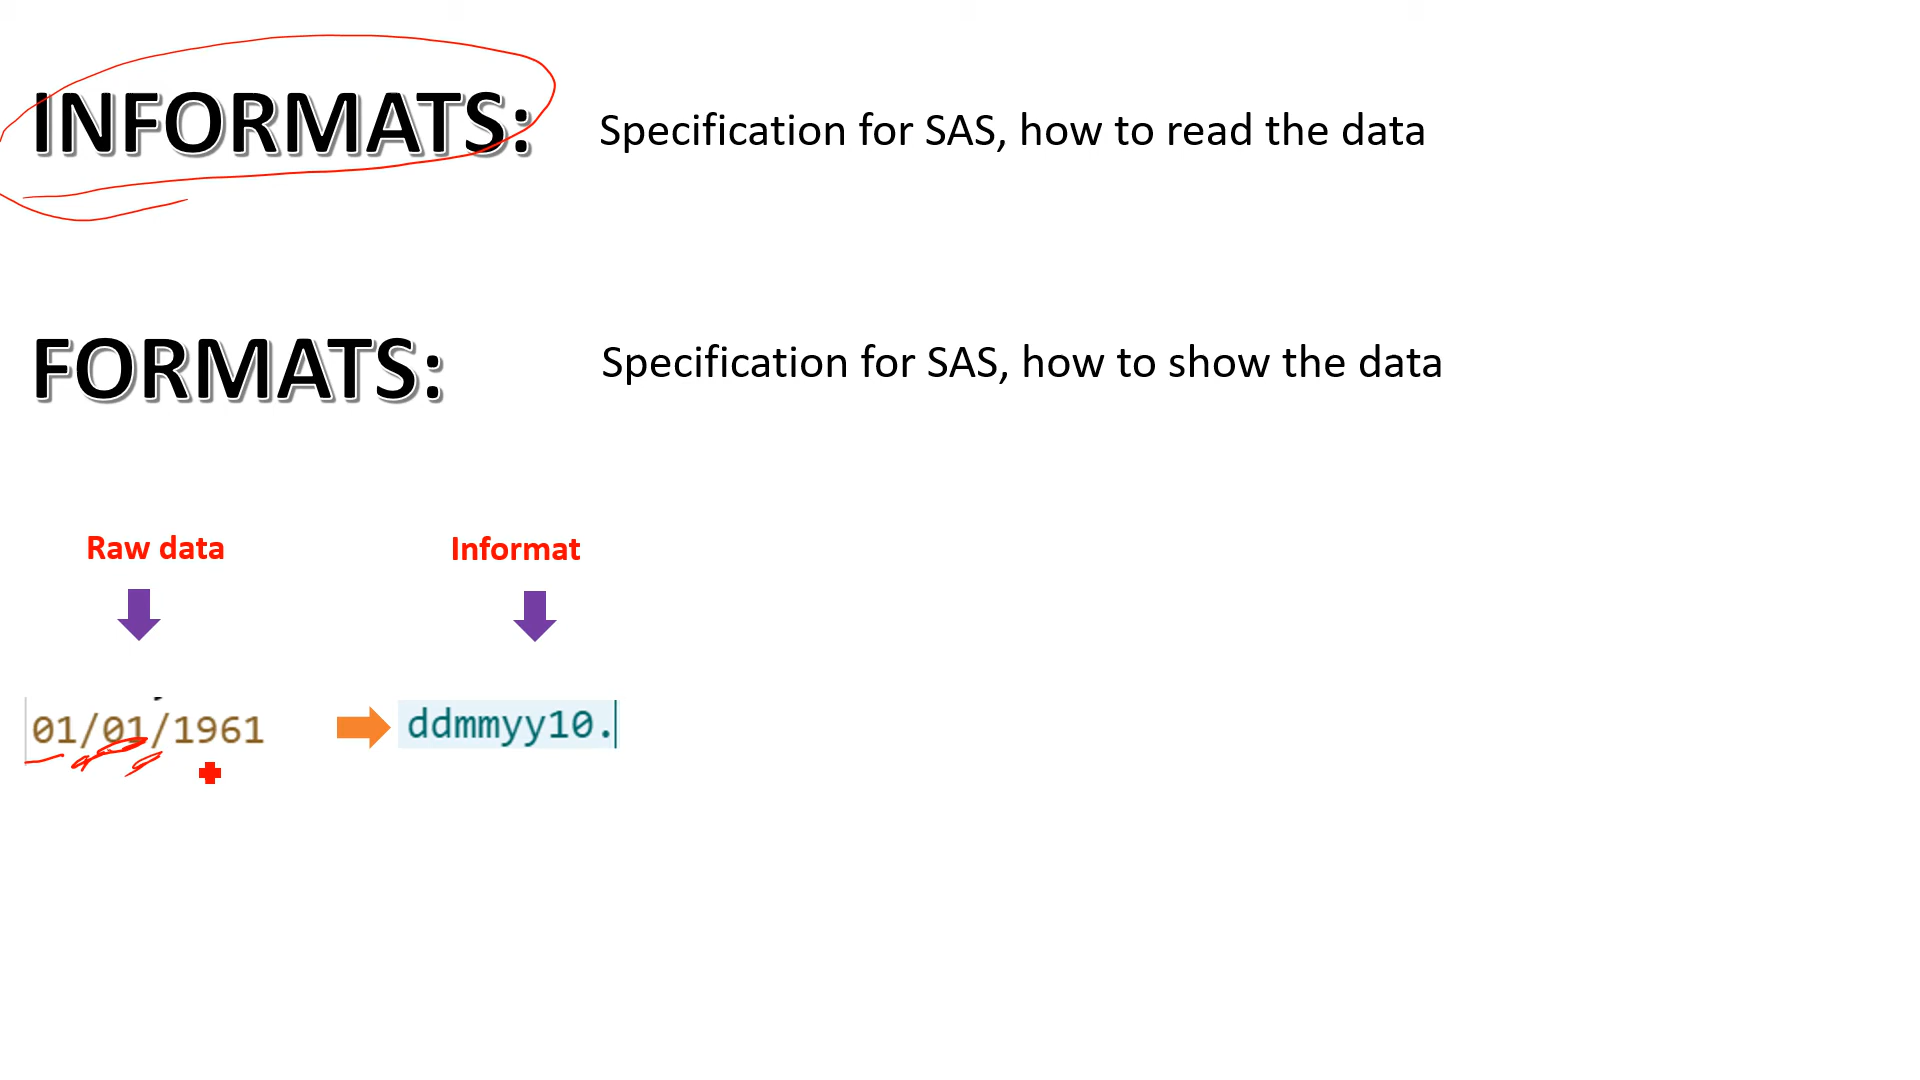 INFORMATS: Specification for SAS, how to read the data
FORMATS: Specification for SAS, how to show the data
Raw data Informat
01/01/1961 ddmmyy10.